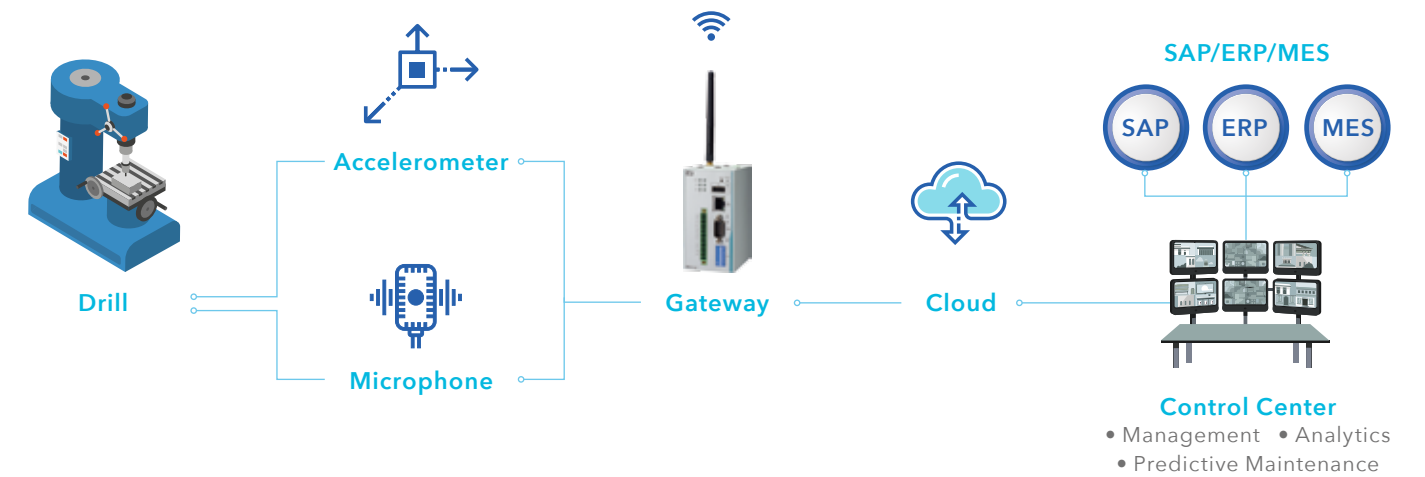 SAP/ERP/MES
SAP
ERP
MES
Accelerometer
Drill
Gateway
Cloud
Microphone
Control Center
• Management • Analytics
• Predictive Maintenance